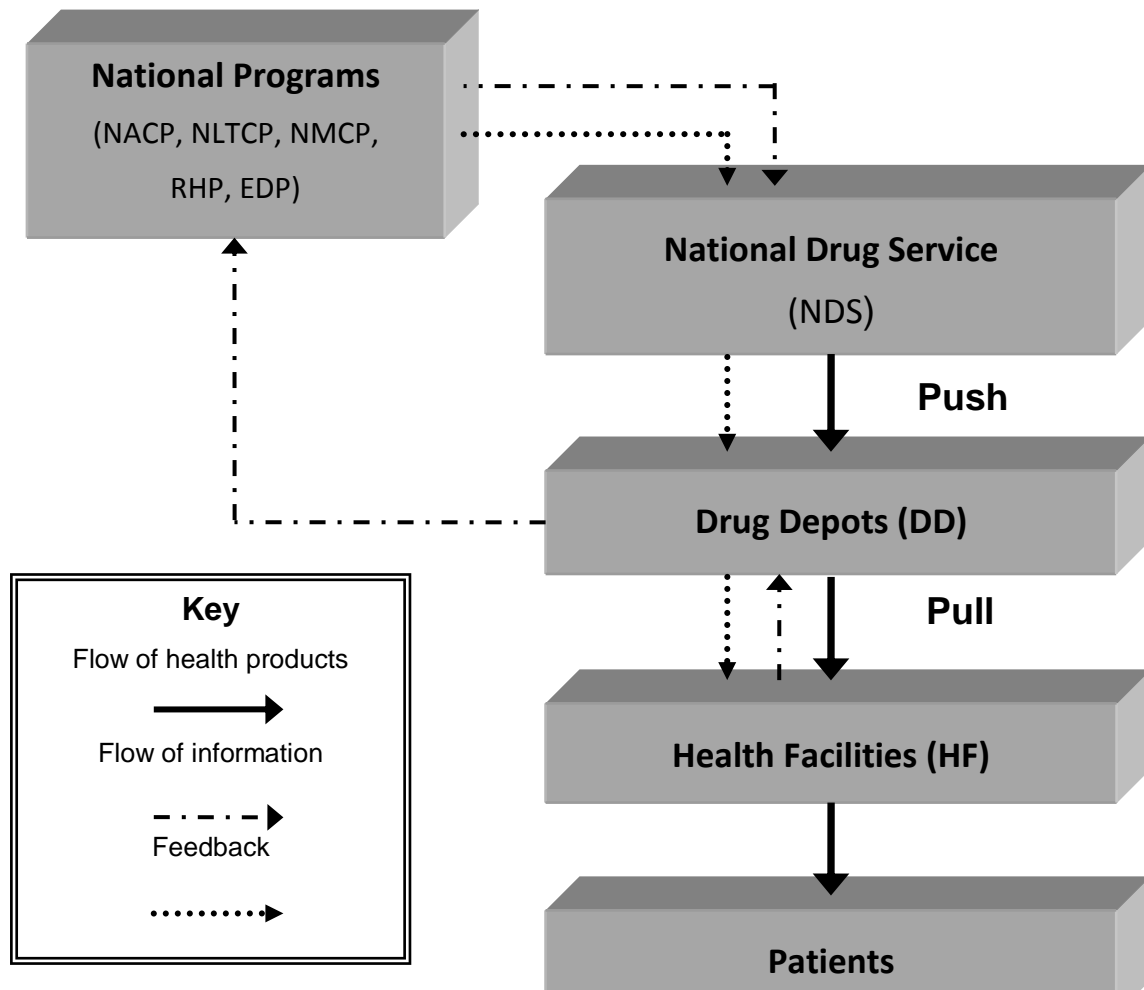 National Programs
(NACP, NLTCP, NMCP,
RHP, EDP)
National Drug Service
(NDS)
Push
Drug Depots (DD)
Pull
Health Facilities (HF)
Patients
Key
Flow of health products
Flow of information
Feedback